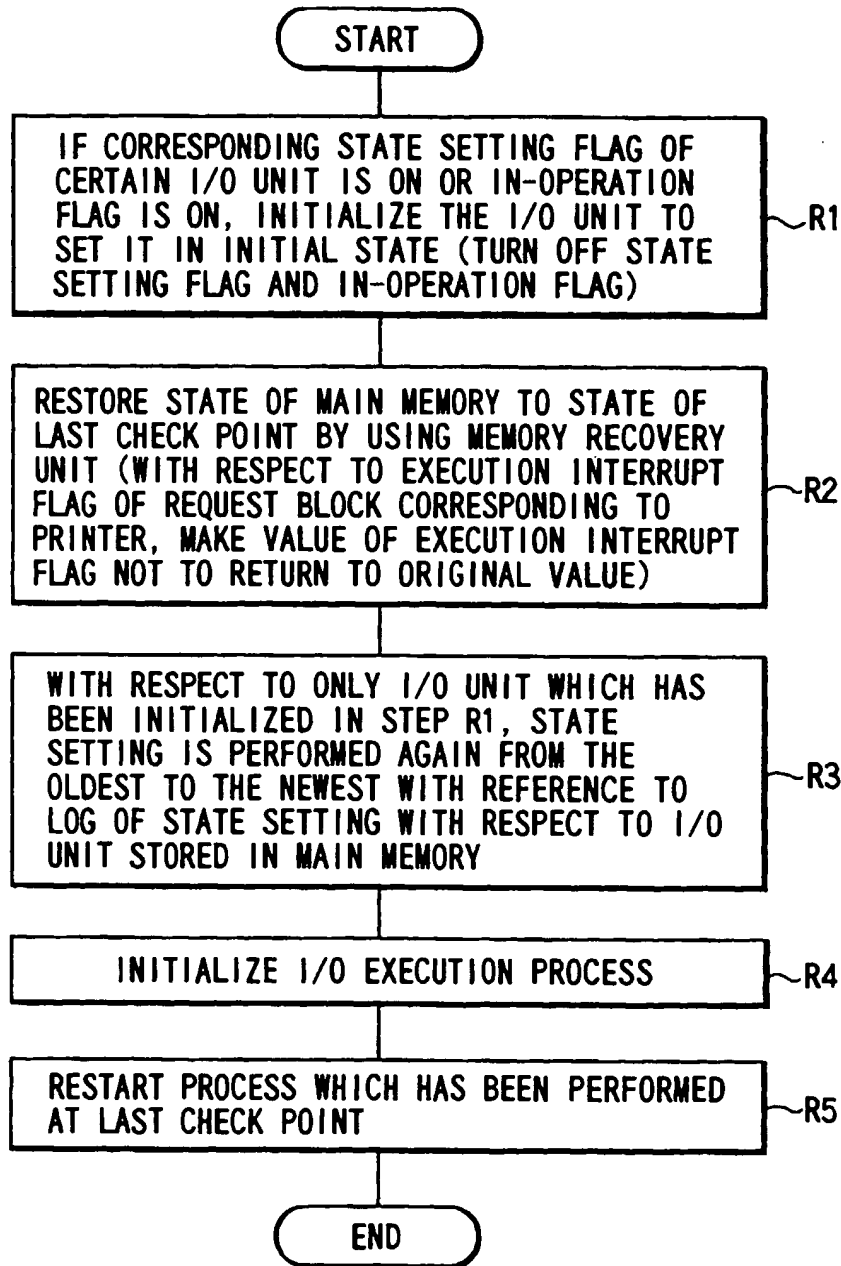 START
IF CORRESPONDING STATE SETTING FLAG OF
CERTAIN I/O UNIT IS ON OR IN-OPERATION
FLAG IS ON, INITIALIZE THE I/O UNIT TO
SET IT IN INITIAL STATE (TURN OFF STATE
SETTING FLAG AND IN-OPERATION FLAG)
R1
RESTORE STATE OF MAIN MEMORY TO STATE OF
LAST CHECK POINT BY USING MEMORY RECOVERY
UNIT (WITH RESPECT TO EXECUTION INTERRUPT
FLAG OF REQUEST BLOCK CORRESPONDING TO
PRINTER, MAKE VALUE OF EXECUTION INTERRUPT
FLAG NOT TO RETURN TO ORIGINAL VALUE)
R2
WITH RESPECT TO ONLY I/O UNIT WHICH HAS
BEEN INITIALIZED IN STEP R1, STATE
SETTING IS PERFORMED AGAIN FROM THE
OLDEST TO THE NEWEST WITH REFERENCE TO
LOG OF STATE SETTING WITH RESPECT TO I/O
UNIT STORED IN MAIN MEMORY
R3
INITIALIZE I/O EXECUTION PROCESS
R4
RESTART PROCESS WHICH HAS BEEN PERFORMED
AT LAST CHECK POINT
R5
END